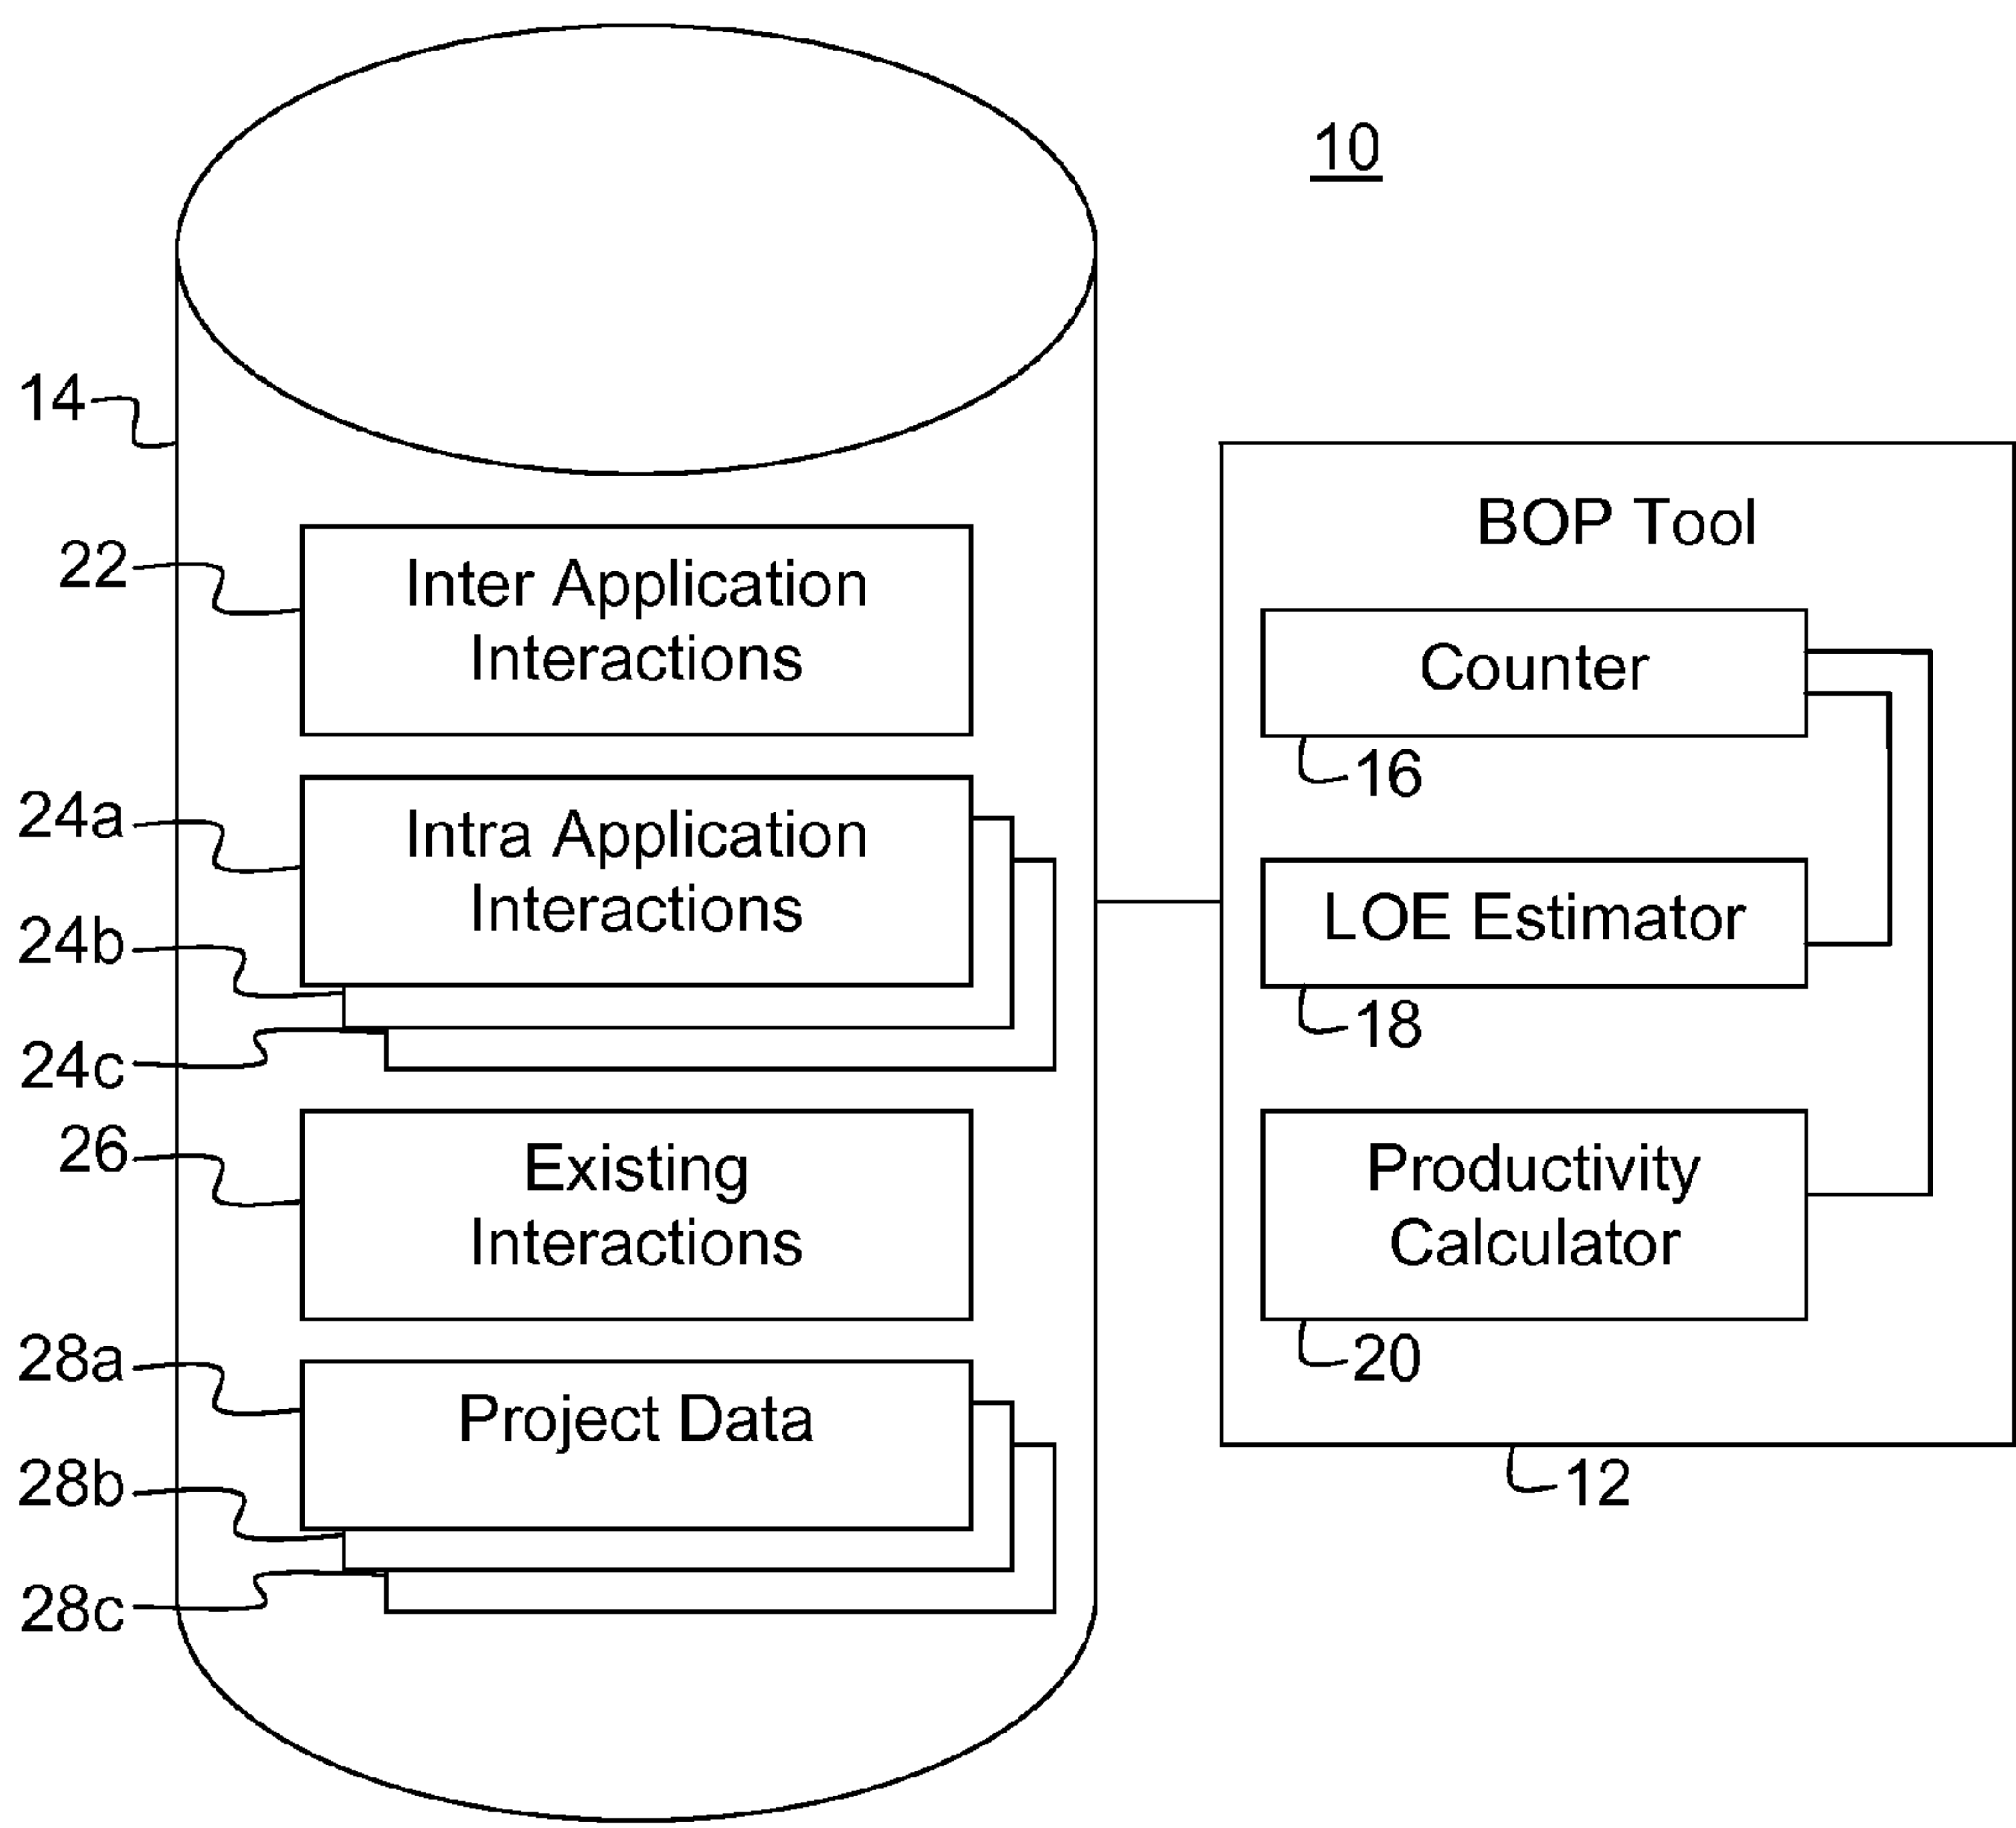 10
14
BOP Tool
22
Inter Application
Interactions
Counter
16
24a
Intra Application
Interactions
24b
LOE Estimator
18
24c
26
Existing
Interactions
Productivity
Calculator
20
28a
Project Data
28b
12
28c